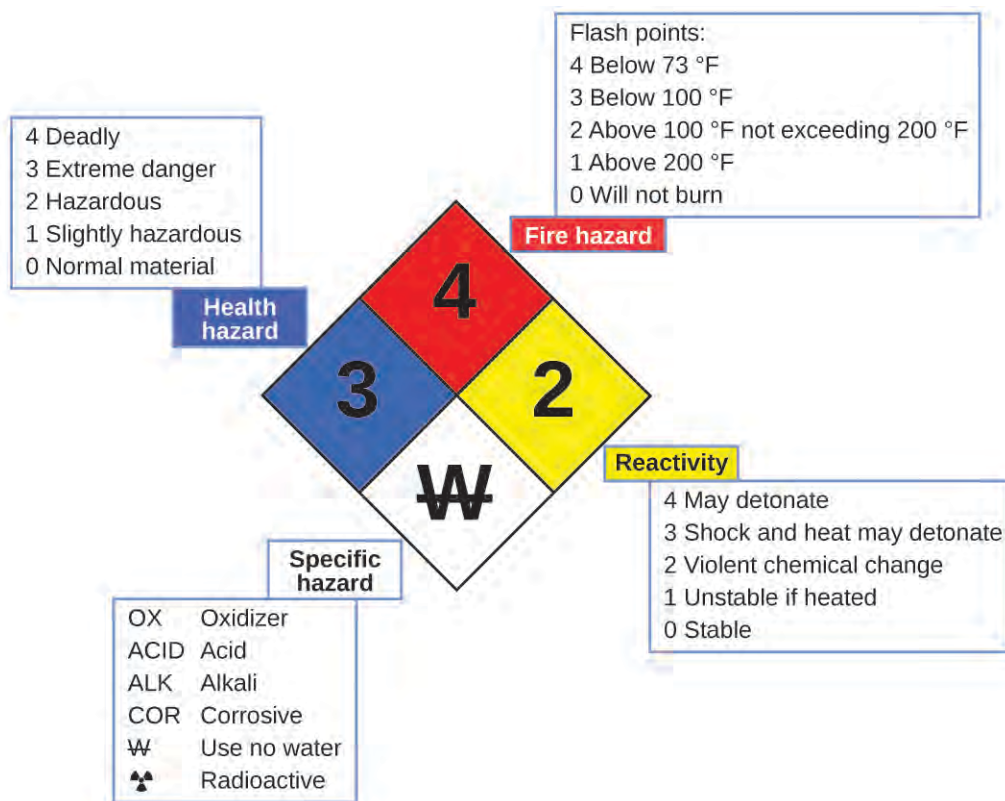 Flash points:
4 Below 73 °F
3 Below 100 °F
2 Above 100 °F not exceeding 200 °F
1 Above 200 °F
0 Will not burn
Fire hazard
4 Deadly
3 Extreme danger
2 Hazardous
1 Slightly hazardous
0 Normal material
Health
hazard
4
3
2
W
Reactivity
4 May detonate
3 Shock and heat may detonate
2 Violent chemical change
1 Unstable if heated
0 Stable
Specific
hazard
OX Oxidizer
ACID Acid
ALK Alkali
COR Corrosive
W Use no water
☢ Radioactive